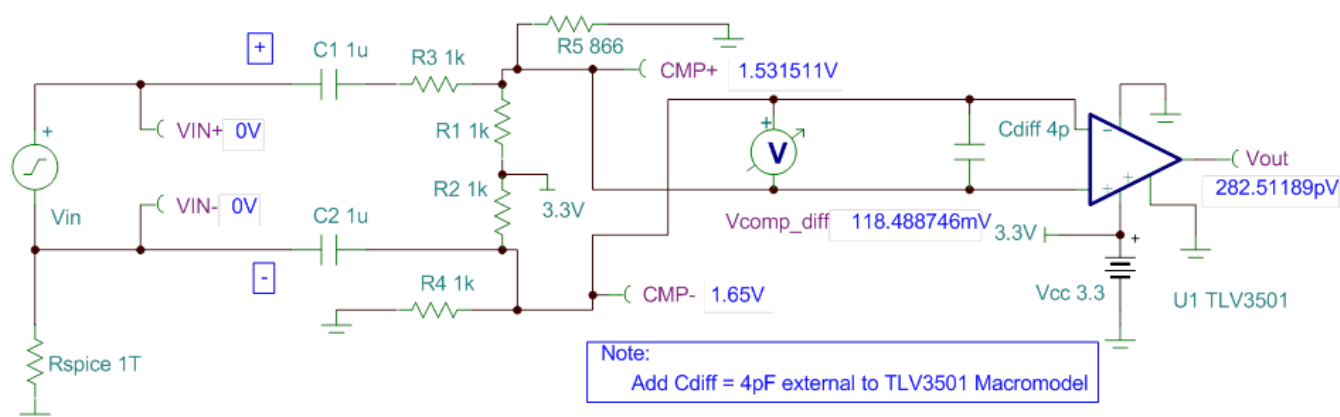 +
C1 1u
R3 1k
R5 866
CMP+ 1.531511V
+
VIN+ 0V
R1 1k
+
V
Cdiff 4p
-
+
+
Vout
282.51189pV
Vin
VIN- 0V
R2 1k
3.3V
C2 1u
Vcomp_diff 118.488746mV
3.3V
+
-
R4 1k
CMP- 1.65V
Vcc 3.3
U1 TLV3501
Rspice 1T
Note:
Add Cdiff = 4pF external to TLV3501 Macromodel